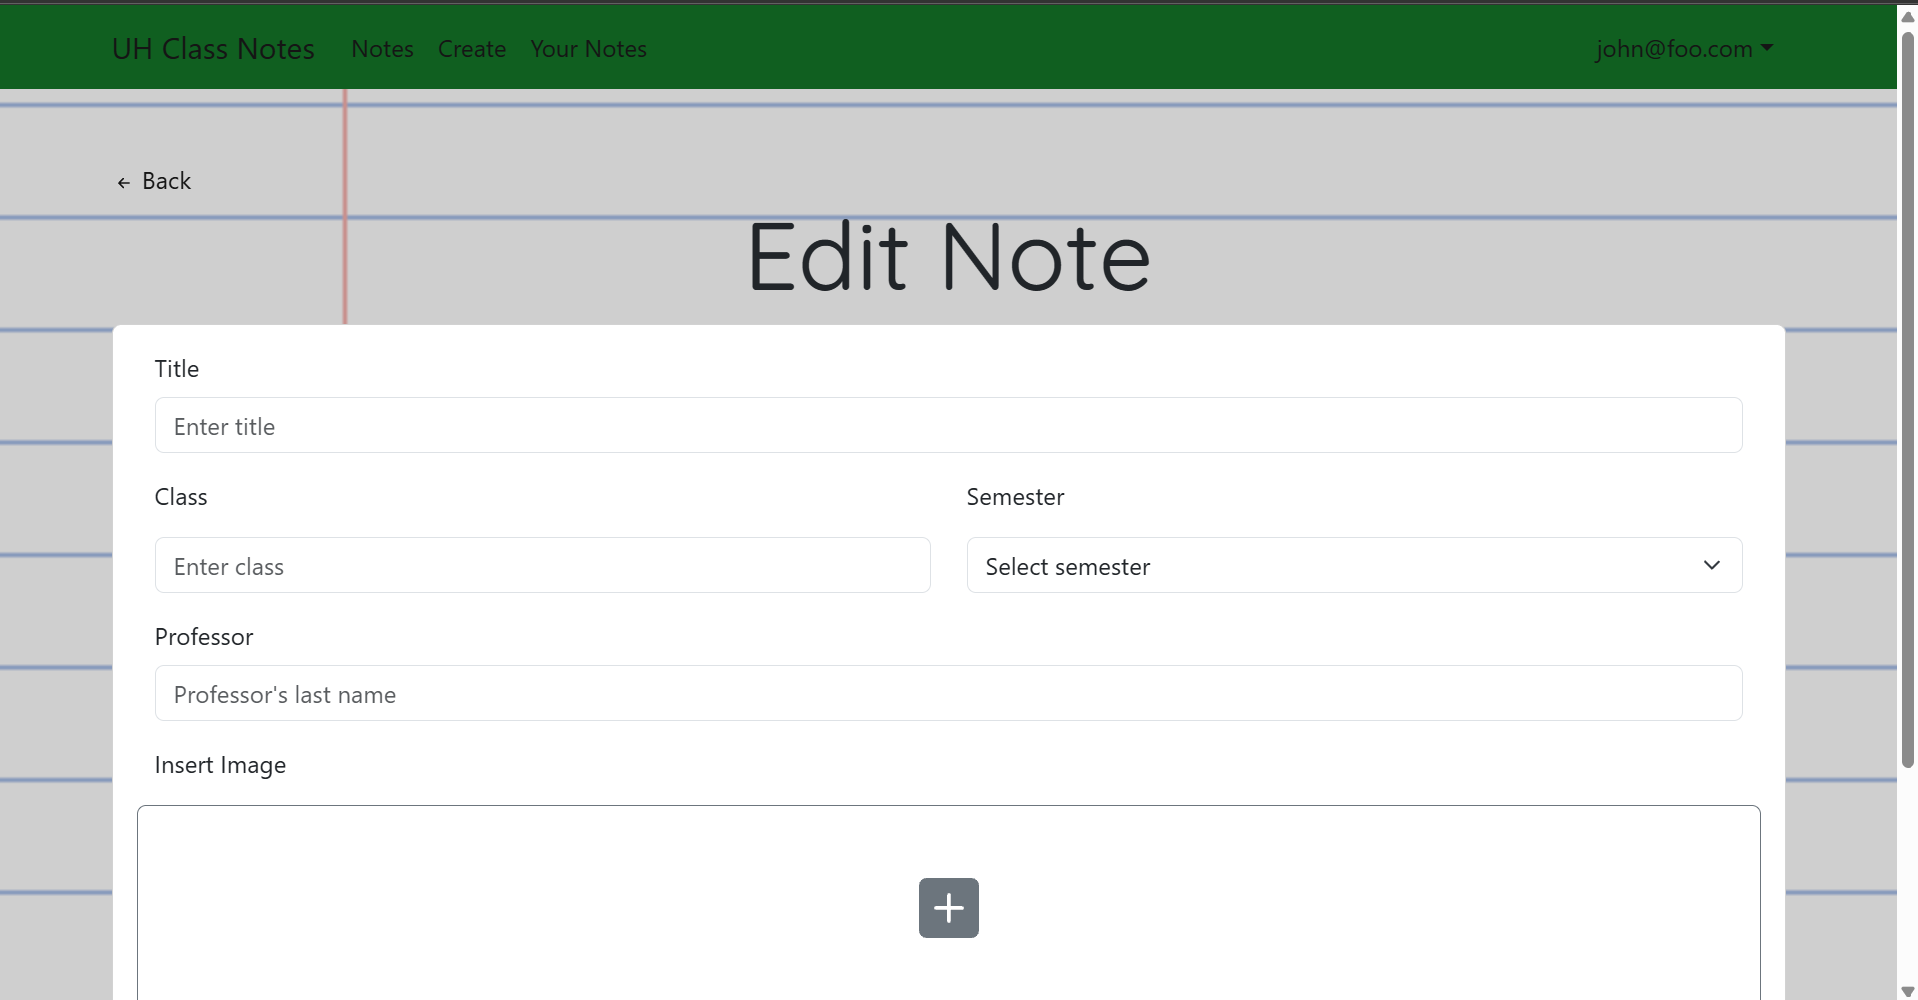 UH Class Notes Notes Create Your Notes john@foo.com
← Back
Edit Note
Title
Enter title
Class Semester
Enter class Select semester
Professor
Professor's last name
Insert Image